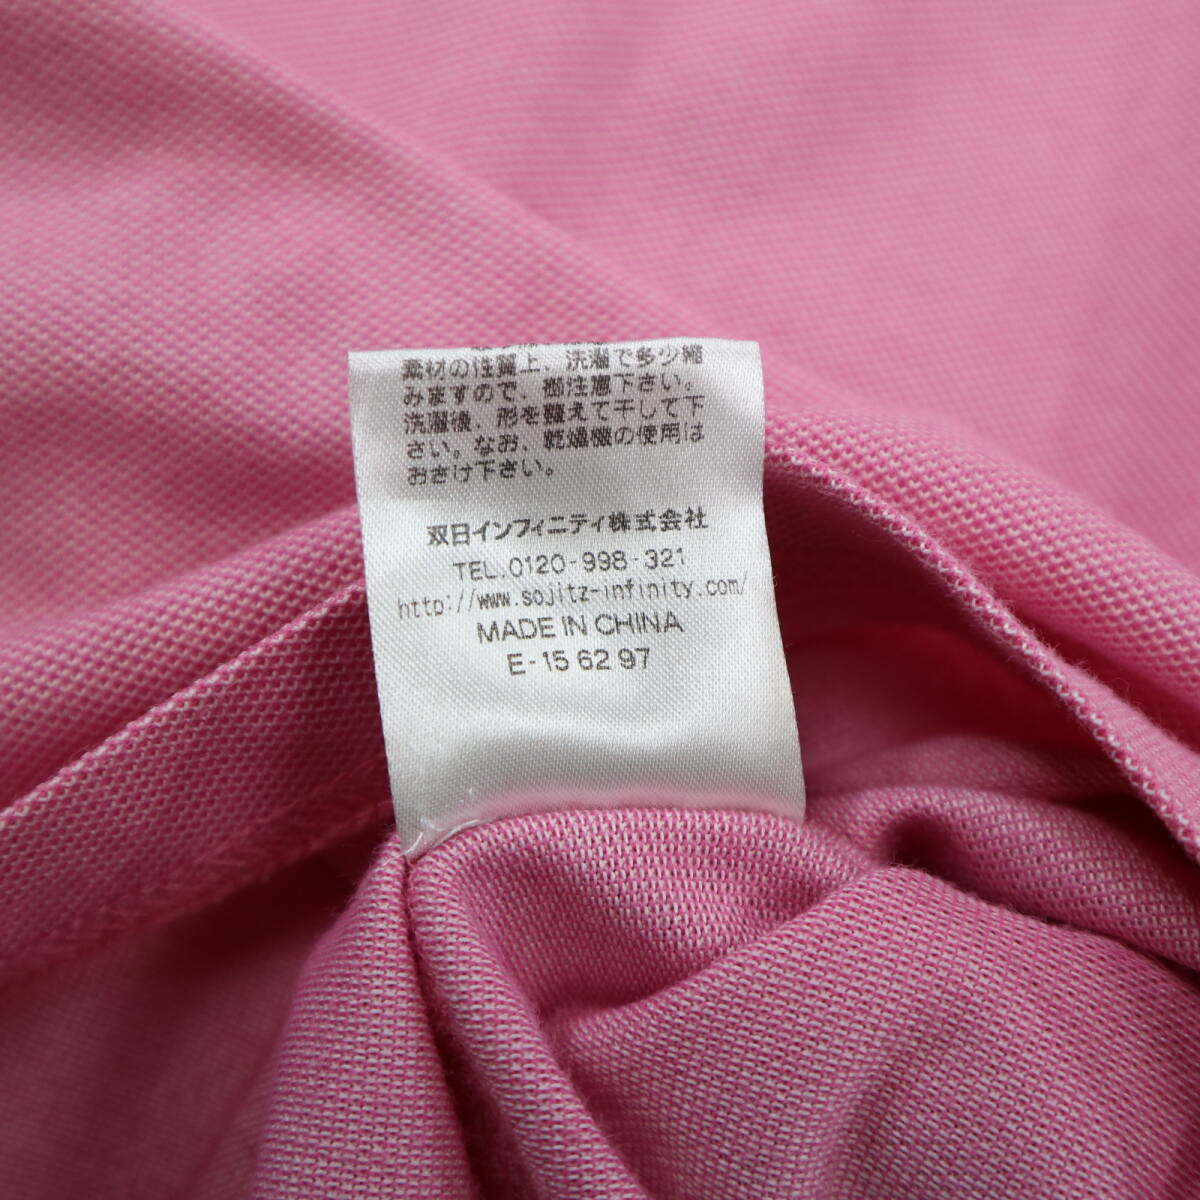 素材の性質上、洗濯で多少縮
みますので、御注意下さい。
洗濯後、形を整えて干して下
さい。なお、乾燥機の使用は
おさけ下さい。
双日インフィニティ株式会社
TEL.0120-998-321
http://www.sojitz-infinity.com/
MADE IN CHINA
E-15 62 97